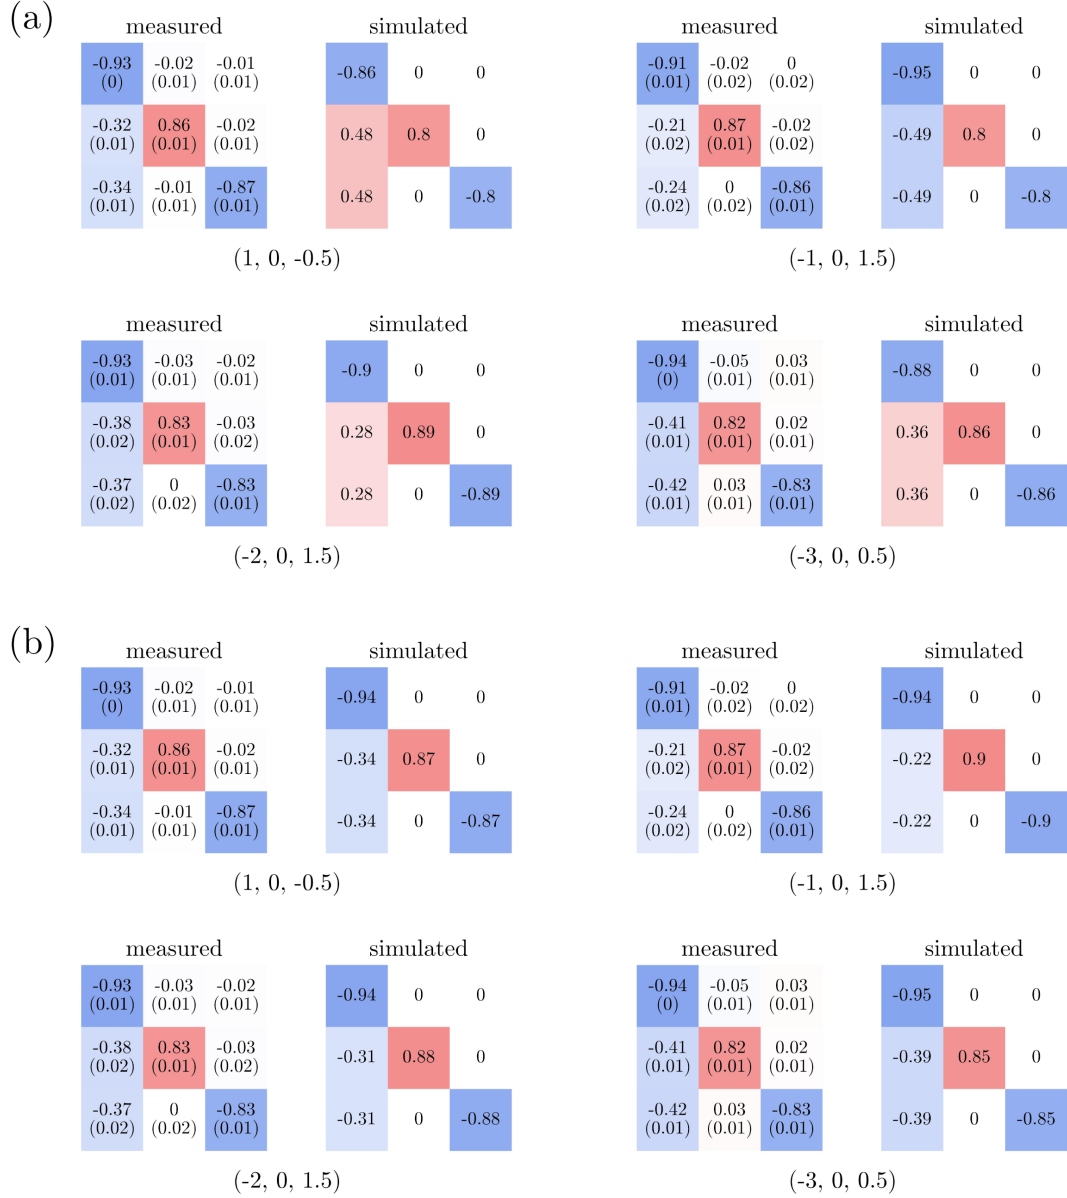 (a)
measured simulated measured simulated
-0.93 -0.02 -0.01 -0.86 0 0 -0.91 -0.02 0 -0.95 0 0
(0) (0.01) (0.01) (0.01) (0.02) (0.02)
-0.32 0.86 -0.02 0.48 0.8 0 -0.21 0.87 -0.02 -0.49 0.8 0
(0.01) (0.01) (0.01) (0.02) (0.01) (0.02)
-0.34 -0.01 -0.87 0.48 0 -0.8 -0.24 0 -0.86 -0.49 0 -0.8
(0.01) (0.01) (0.01) (0.02) (0.02) (0.01)
(1, 0, -0.5) (-1, 0, 1.5)
measured simulated measured simulated
-0.93 -0.03 -0.02 -0.9 0 0 -0.94 -0.05 0.03 -0.88 0 0
(0.01) (0.01) (0.01) (0) (0.01) (0.01)
-0.38 0.83 -0.03 0.28 0.89 0 -0.41 0.82 0.02 0.36 0.86 0
(0.02) (0.01) (0.02) (0.01) (0.01) (0.01)
-0.37 0 -0.83 0.28 0 -0.89 -0.42 0.03 -0.83 0.36 0 -0.86
(0.02) (0.02) (0.01) (0.01) (0.01) (0.01)
(-2, 0, 1.5) (-3, 0, 0.5)
(b)
measured simulated measured simulated
-0.93 -0.02 -0.01 -0.94 0 0 -0.91 -0.02 0 -0.94 0 0
(0) (0.01) (0.01) (0.01) (0.02) (0.02)
-0.32 0.86 -0.02 -0.34 0.87 0 -0.21 0.87 -0.02 -0.22 0.9 0
(0.01) (0.01) (0.01) (0.02) (0.01) (0.02)
-0.34 -0.01 -0.87 -0.34 0 -0.87 -0.24 0 -0.86 -0.22 0 -0.9
(0.01) (0.01) (0.01) (0.02) (0.02) (0.01)
(1, 0, -0.5) (-1, 0, 1.5)
measured simulated measured simulated
-0.93 -0.03 -0.02 -0.94 0 0 -0.94 -0.05 0.03 -0.95 0 0
(0.01) (0.01) (0.01) (0) (0.01) (0.01)
-0.38 0.83 -0.03 -0.31 0.88 0 -0.41 0.82 0.02 -0.39 0.85 0
(0.02) (0.01) (0.02) (0.01) (0.01) (0.01)
-0.37 0 -0.83 -0.31 0 -0.88 -0.42 0.03 -0.83 -0.39 0 -0.85
(0.02) (0.02) (0.01) (0.01) (0.01) (0.01)
(-2, 0, 1.5) (-3, 0, 0.5)